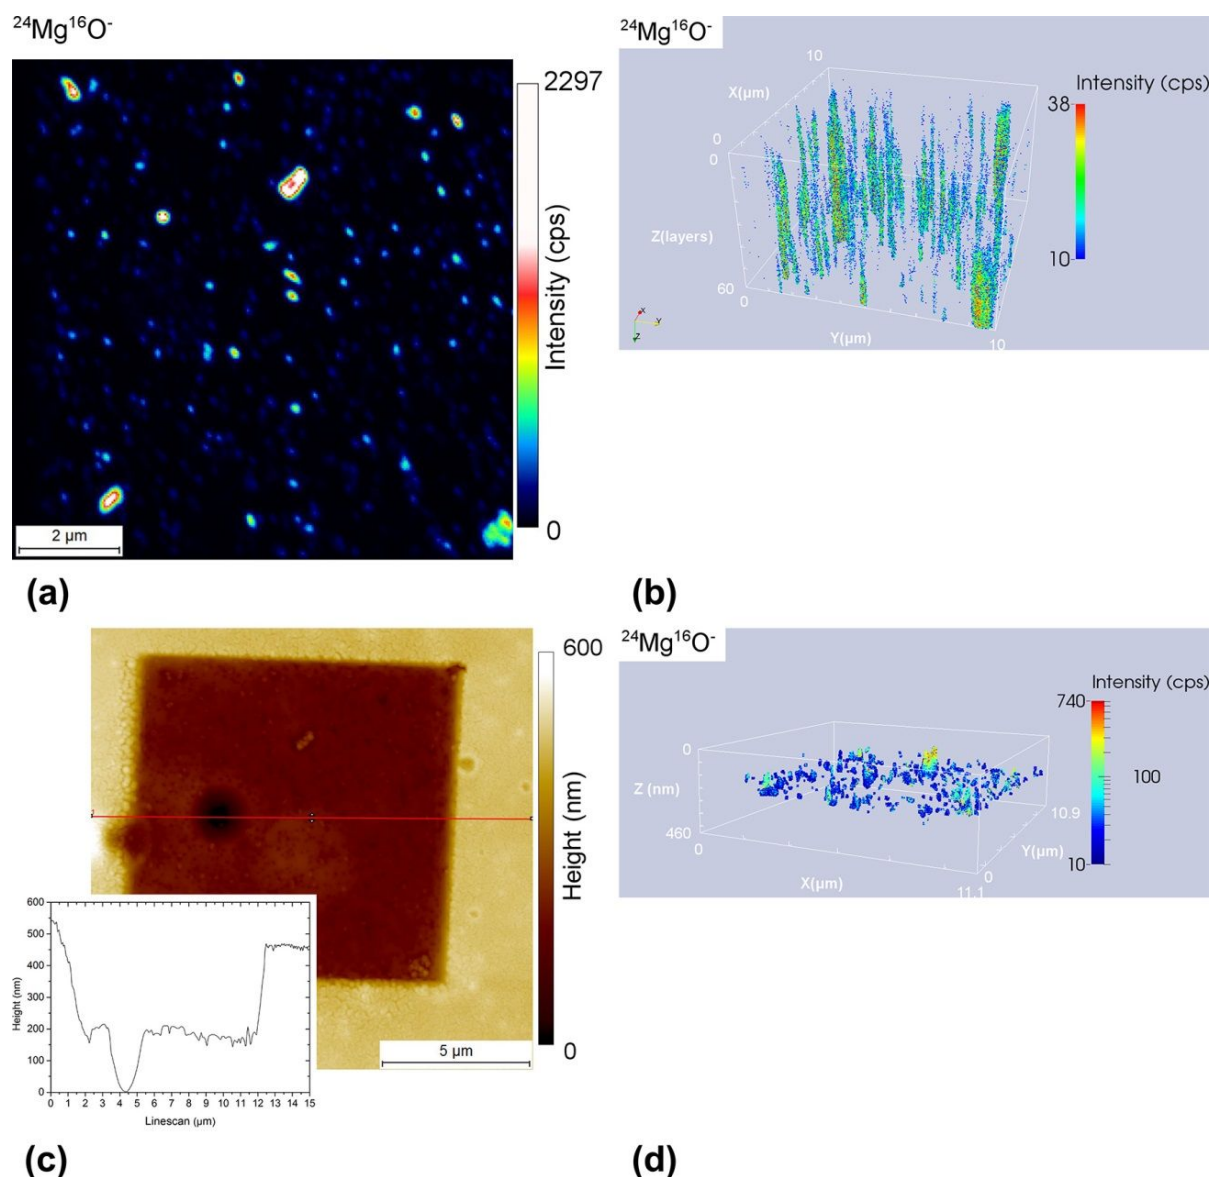 ²⁴Mg¹⁶O⁻
2297
Intensity (cps)
0
2 µm
(a)
²⁴Mg¹⁶O⁻
10
X(µm)
0
0
Z(layers)
60
0
Y(µm)
10
Intensity (cps)
38
10
X
Y
Z
(b)
600
Height (nm)
0
5 µm
600
500
400
300
200
100
0
Height (nm)
0 1 2 3 4 5 6 7 8 9 10 11 12 13 14 15
Linescan (µm)
(c)
²⁴Mg¹⁶O⁻
0
Z (nm)
460
0
X(µm)
11.1
0
Y(µm)
10.9
Intensity (cps)
740
100
10
(d)